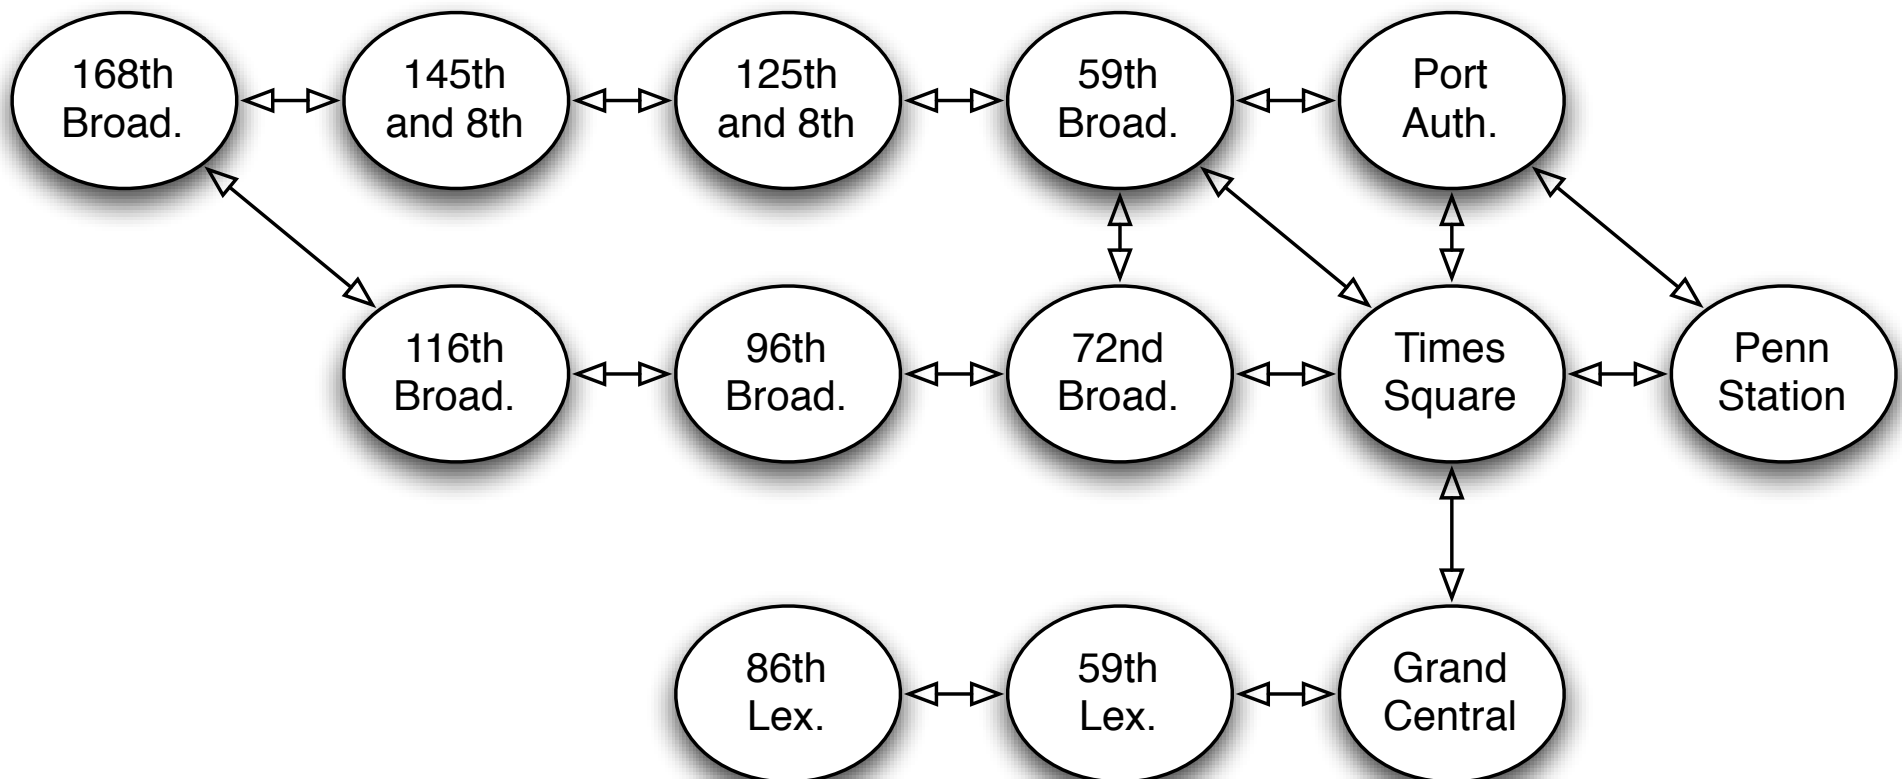 168th
Broad.
145th
and 8th
125th
and 8th
59th
Broad.
Port
Auth.
116th
Broad.
96th
Broad.
72nd
Broad.
Times
Square
Penn
Station
86th
Lex.
59th
Lex.
Grand
Central